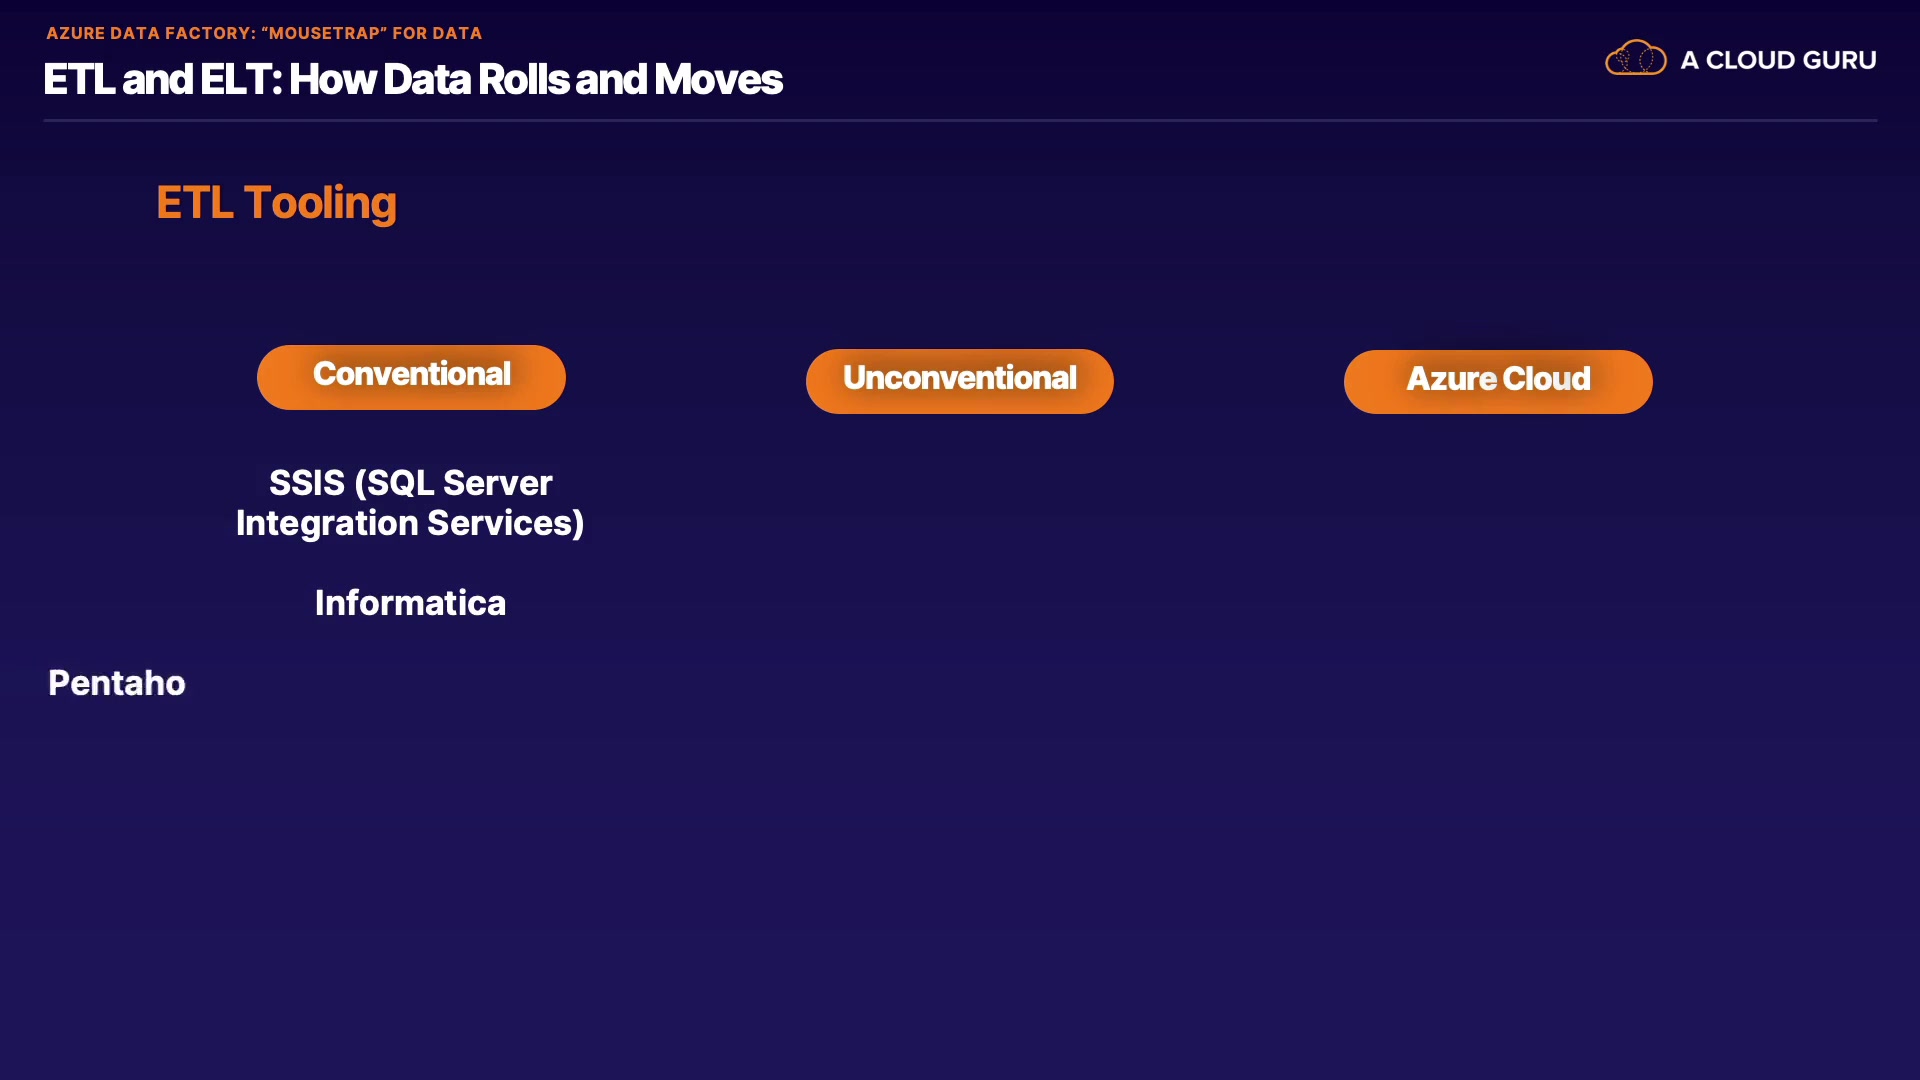 AZURE DATA FACTORY: “MOUSETRAP” FOR DATA
ETL and ELT: How Data Rolls and Moves
A CLOUD GURU
ETL Tooling
Conventional
Unconventional
Azure Cloud
SSIS (SQL Server
Integration Services)
Informatica
Pentaho